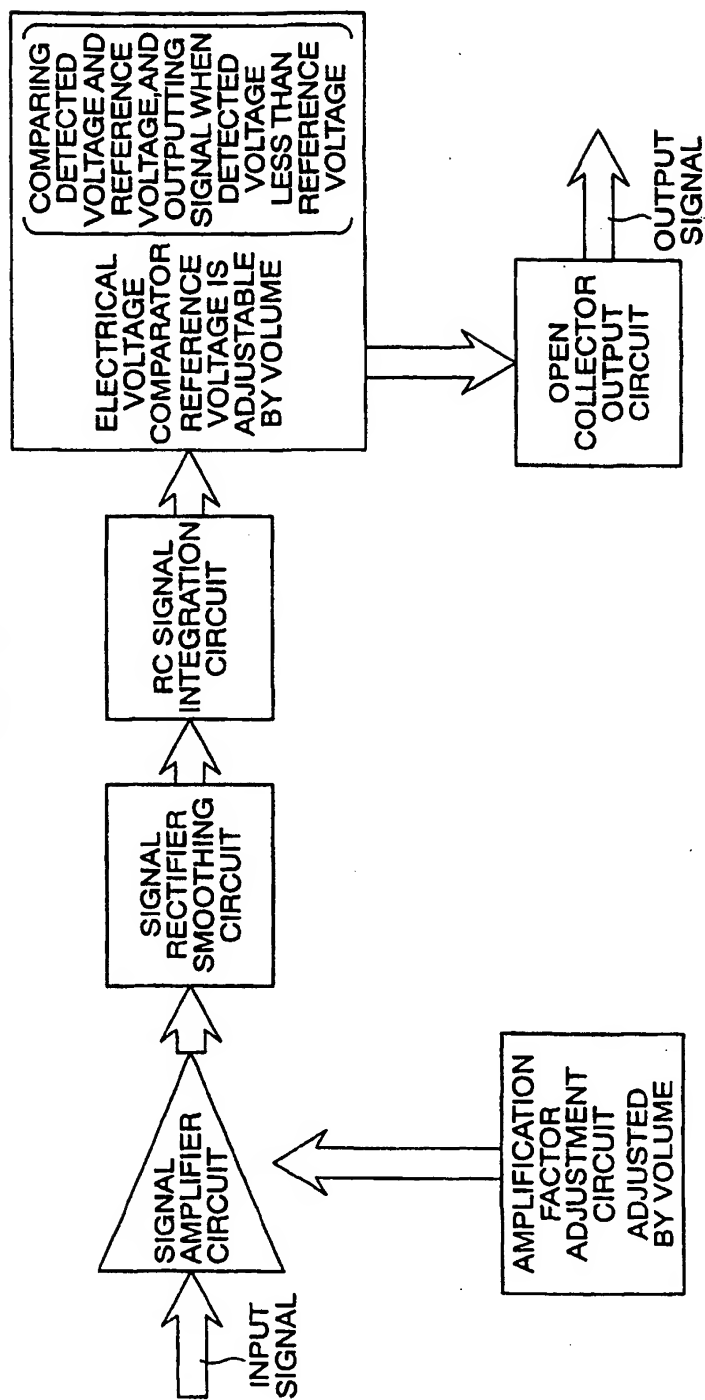 INPUT
SIGNAL
SIGNAL
AMPLIFIER
CIRCUIT
AMPLIFICATION
FACTOR
ADJUSTMENT
CIRCUIT
ADJUSTED
BY VOLUME
SIGNAL
RECTIFIER
SMOOTHING
CIRCUIT
RC SIGNAL
INTEGRATION
CIRCUIT
ELECTRICAL
VOLTAGE
COMPARATOR
REFERENCE
VOLTAGE IS
ADJUSTABLE
BY VOLUME
COMPARING
DETECTED
VOLTAGE AND
REFERENCE
VOLTAGE,AND
OUTPUTTING
SIGNAL WHEN
DETECTED
VOLTAGE
LESS THAN
REFERENCE
VOLTAGE
OPEN
COLLECTOR
OUTPUT
CIRCUIT
OUTPUT
SIGNAL